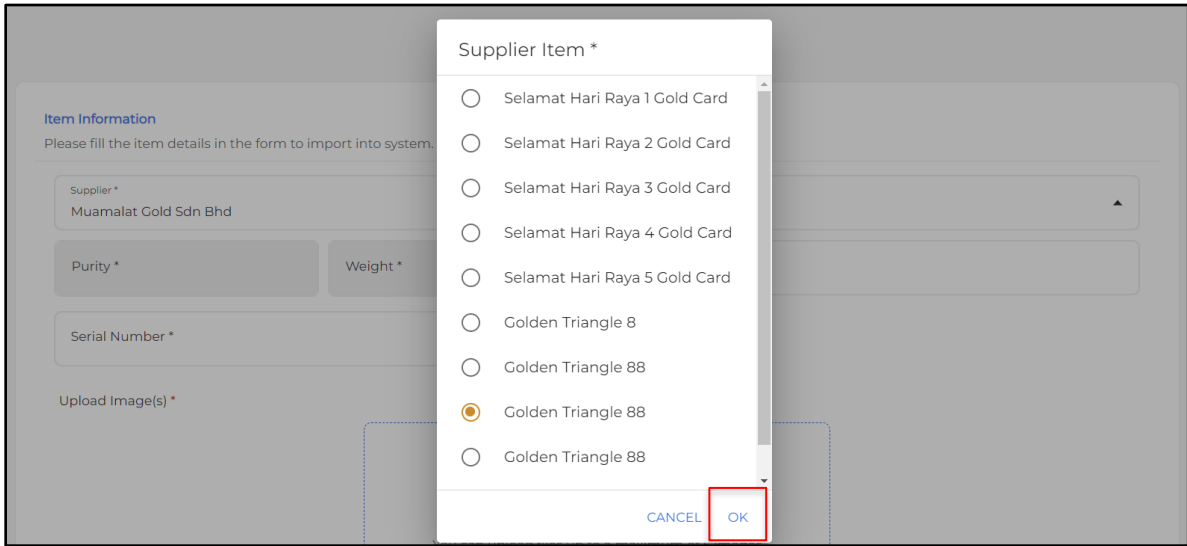 Supplier Item *
Selamat Hari Raya 1 Gold Card
Selamat Hari Raya 2 Gold Card
Selamat Hari Raya 3 Gold Card
Selamat Hari Raya 4 Gold Card
Selamat Hari Raya 5 Gold Card
Golden Triangle 8
Golden Triangle 88
Golden Triangle 88
Golden Triangle 88
CANCEL OK
Item Information
Please fill the item details in the form to import into system.
Supplier *
Muamalat Gold Sdn Bhd
Purity * Weight *
Serial Number *
Upload Image(s) *